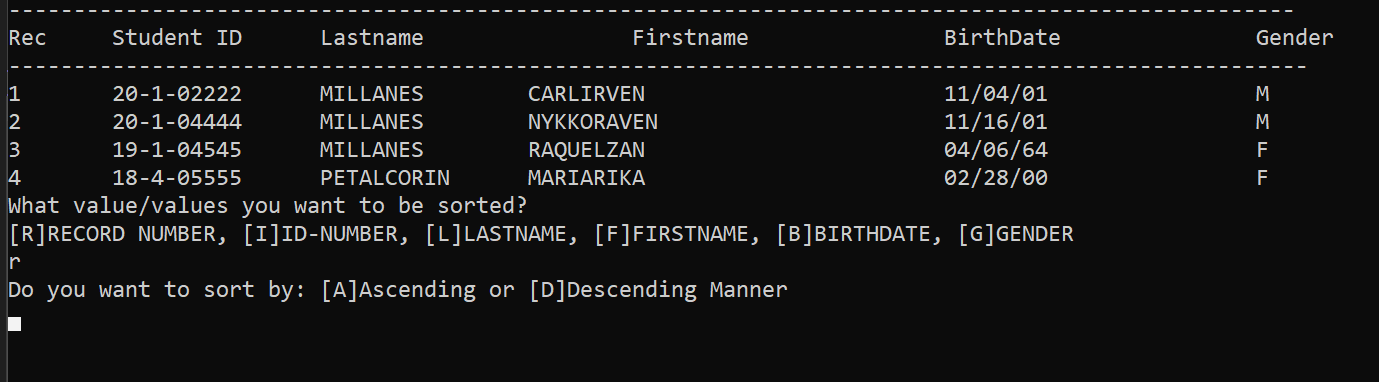 ---------------------------------------------------------------------------------------------------
Rec Student ID Lastname Firstname BirthDate Gender
----------------------------------------------------------------------------------------------------
1 20-1-02222 MILLANES CARLIRVEN 11/04/01 M
2 20-1-04444 MILLANES NYKKORAVEN 11/16/01 M
3 19-1-04545 MILLANES RAQUELZAN 04/06/64 F
4 18-4-05555 PETALCORIN MARIARIKA 02/28/00 F
What value/values you want to be sorted?
[R]RECORD NUMBER, [I]ID-NUMBER, [L]LASTNAME, [F]FIRSTNAME, [B]BIRTHDATE, [G]GENDER
r
Do you want to sort by: [A]Ascending or [D]Descending Manner